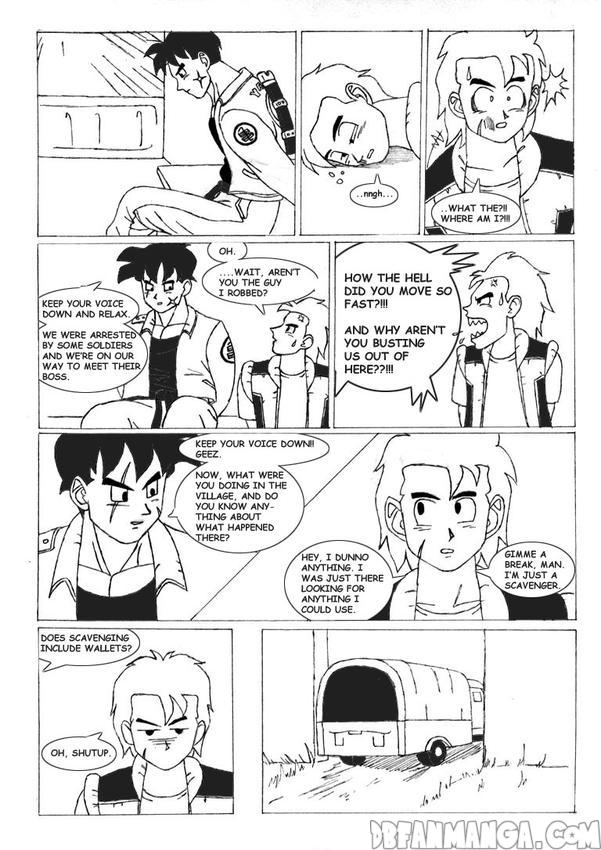 ..nngh.
..WHAT THE?!!
WHERE AM I?!!!
KEEP YOUR VOICE
DOWN AND RELAX.
WE WERE ARRESTED
BY SOME SOLDIERS
AND WE'RE ON OUR
WAY TO MEET THEIR
BOSS.
OH.
....WAIT, AREN'T
YOU THE GUY
I ROBBED?
HOW THE HELL
DID YOU MOVE SO
FAST?!!!
AND WHY AREN'T
YOU BUSTING
US OUT OF
HERE??!!!
KEEP YOUR VOICE DOWN!!
GEEZ.
NOW, WHAT WERE
YOU DOING IN THE
VILLAGE, AND DO
YOU KNOW ANY-
THING ABOUT
WHAT HAPPENED
THERE?
HEY, I DUNNO
ANYTHING. I
WAS JUST THERE
LOOKING FOR
ANYTHING I
COULD USE.
GIMME A
BREAK, MAN.
I'M JUST A
SCAVENGER.
DOES SCAVENGING
INCLUDE WALLETS?
OH, SHUTUP.
DBFANMANGA.COM